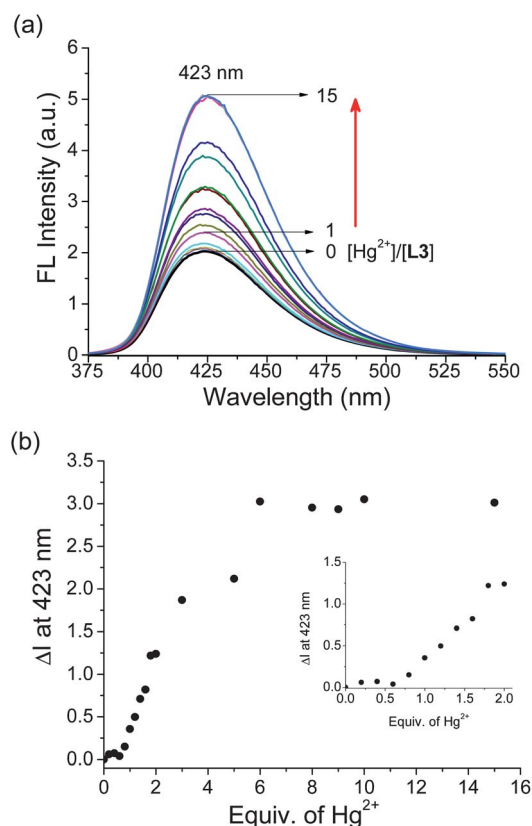 (a)
423 nm
15
1
0 [Hg²⁺]/[L3]
FL Intensity (a.u.)
6
5
4
3
2
1
0
375 400 425 450 475 500 525 550
Wavelength (nm)
(b)
ΔI at 423 nm
3.5
3.0
2.5
2.0
1.5
1.0
0.5
0.0
0 2 4 6 8 10 12 14 16
Equiv. of Hg²⁺
ΔI at 423 nm
1.5
1.0
0.5
0.0
0.0 0.5 1.0 1.5 2.0
Equiv. of Hg²⁺